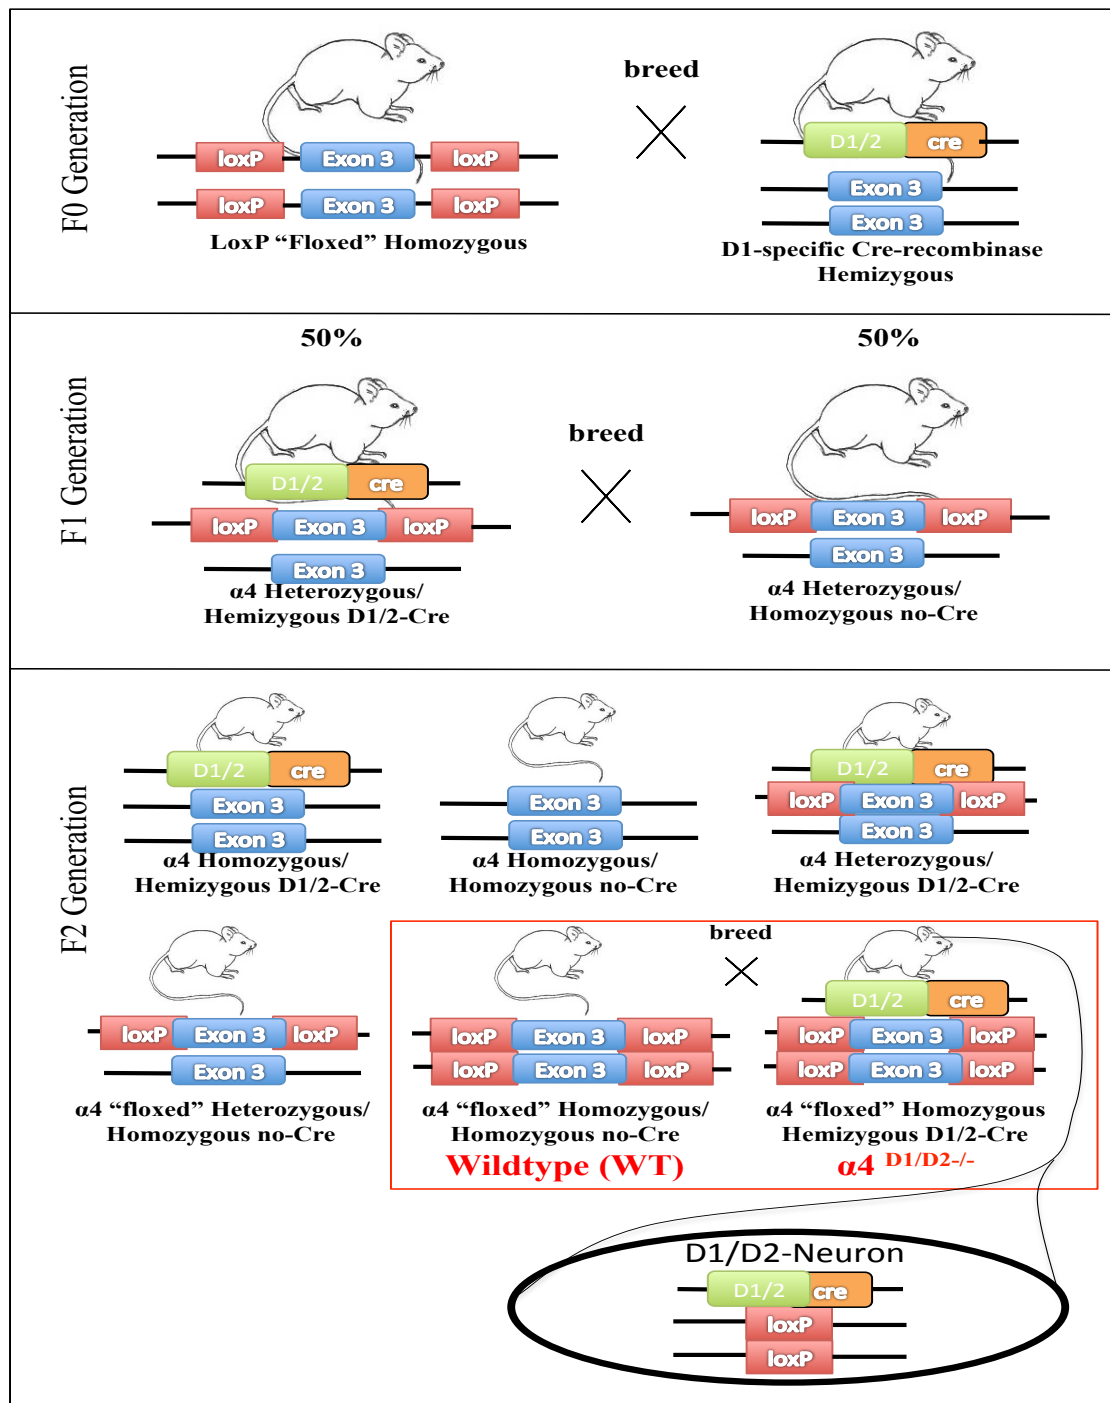 F0 Generation
breed
D1/2 cre
loxP Exon 3 loxP
loxP Exon 3 loxP
Exon 3
Exon 3
LoxP “Floxed” Homozygous
D1-specific Cre-recombinase
Hemizygous
F1 Generation
50%
50%
breed
D1/2 cre
loxP Exon 3 loxP
Exon 3
α4 Heterozygous/
Hemizygous D1/2-Cre
loxP Exon 3 loxP
Exon 3
α4 Heterozygous/
Homozygous no-Cre
F2 Generation
D1/2 cre
Exon 3
Exon 3
α4 Homozygous/
Hemizygous D1/2-Cre
Exon 3
Exon 3
α4 Homozygous/
Homozygous no-Cre
D1/2 cre
loxP Exon 3 loxP
Exon 3
α4 Heterozygous/
Hemizygous D1/2-Cre
loxP Exon 3 loxP
Exon 3
α4 “floxed” Heterozygous/
Homozygous no-Cre
breed
loxP Exon 3 loxP
loxP Exon 3 loxP
α4 “floxed” Homozygous/
Homozygous no-Cre
Wildtype (WT)
D1/2 cre
loxP Exon 3 loxP
loxP Exon 3 loxP
α4 “floxed” Homozygous
Hemizygous D1/2-Cre
α4 D1/D2-/-
D1/D2-Neuron
D1/2 cre
loxP
loxP